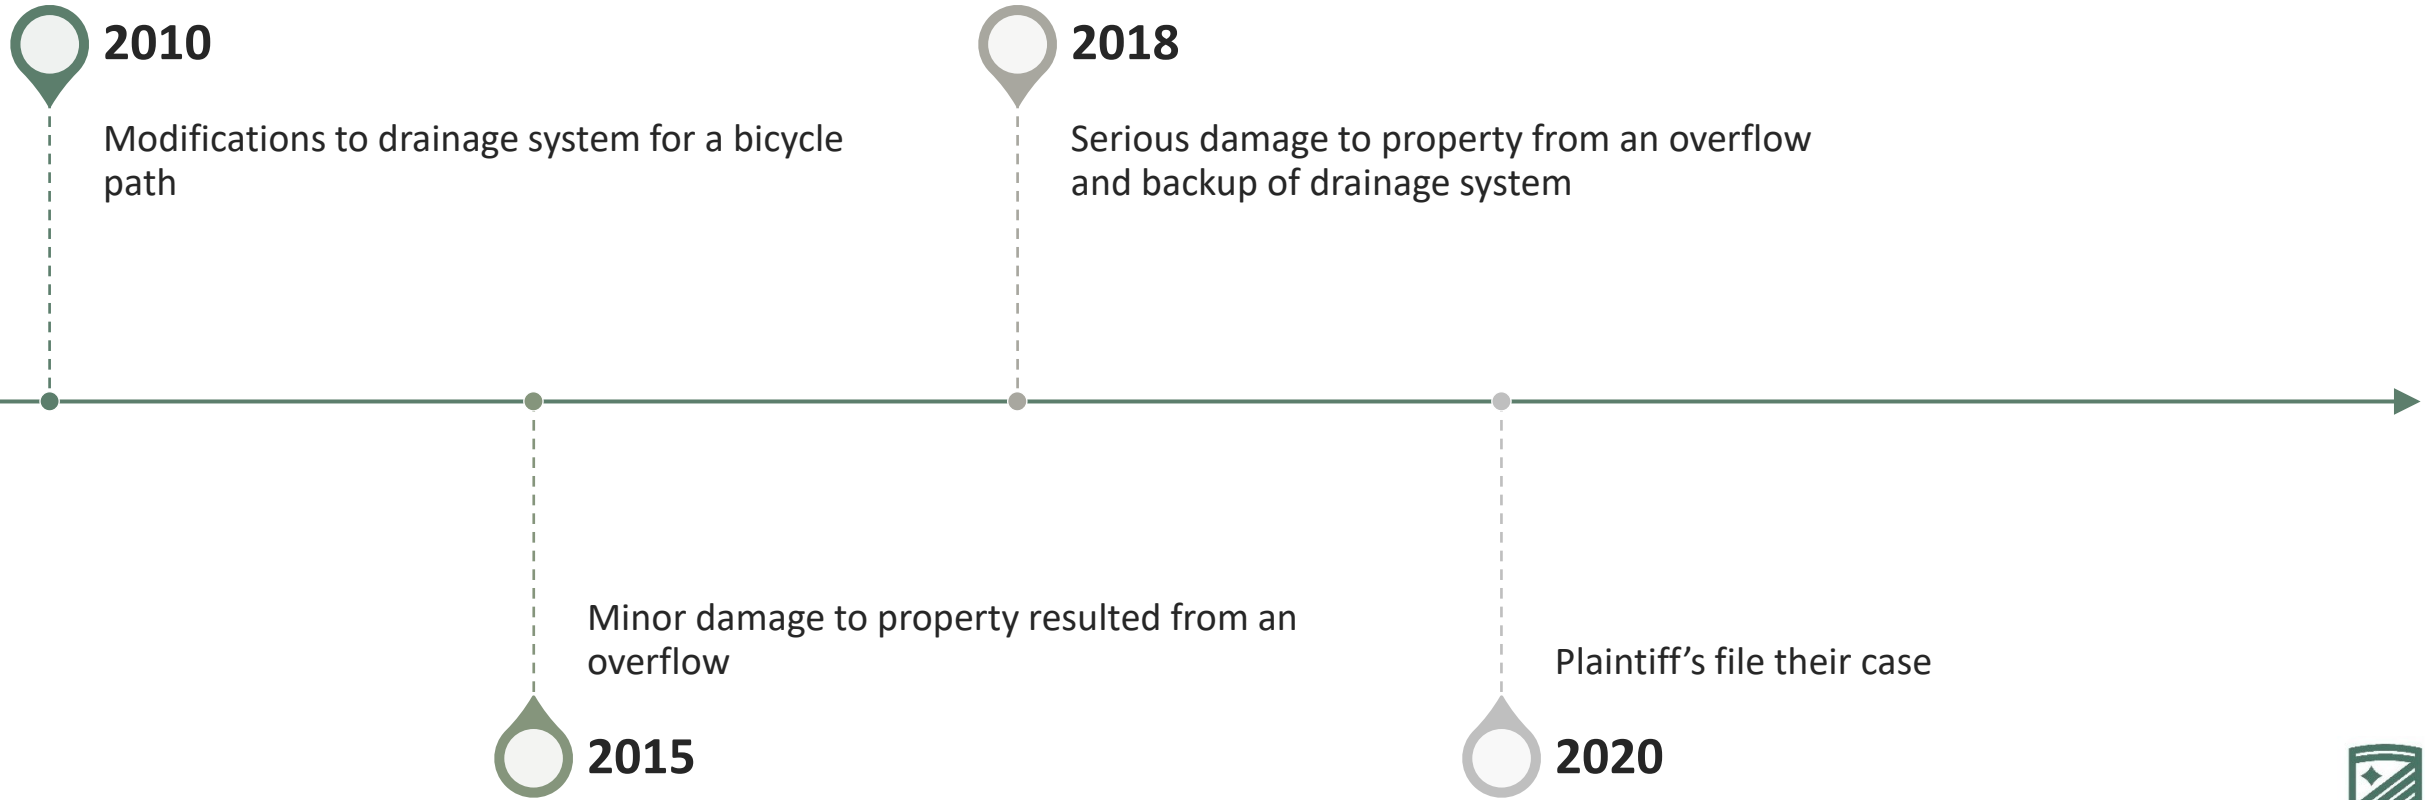 2010
Modifications to drainage system for a bicycle
path
2018
Serious damage to property from an overflow
and backup of drainage system
Minor damage to property resulted from an
overflow
2015
Plaintiff’s file their case
2020